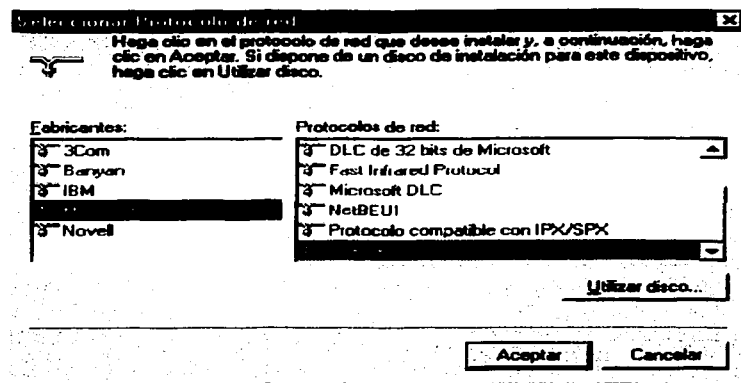 Seleccionar Protocolo de red
Haga clic en el protocolo de red que desee instalar y, a continuación, haga
clic en Aceptar. Si dispone de un disco de instalación para este dispositivo,
haga clic en Utilizar disco.
Fabricantes:
Protocolos de red:
3Com
Banyan
IBM
Novell
DLC de 32 bits de Microsoft
Fast Infrared Protocol
Microsoft DLC
NetBEUI
Protocolo compatible con IPX/SPX
Utilizar disco...
Aceptar
Cancelar